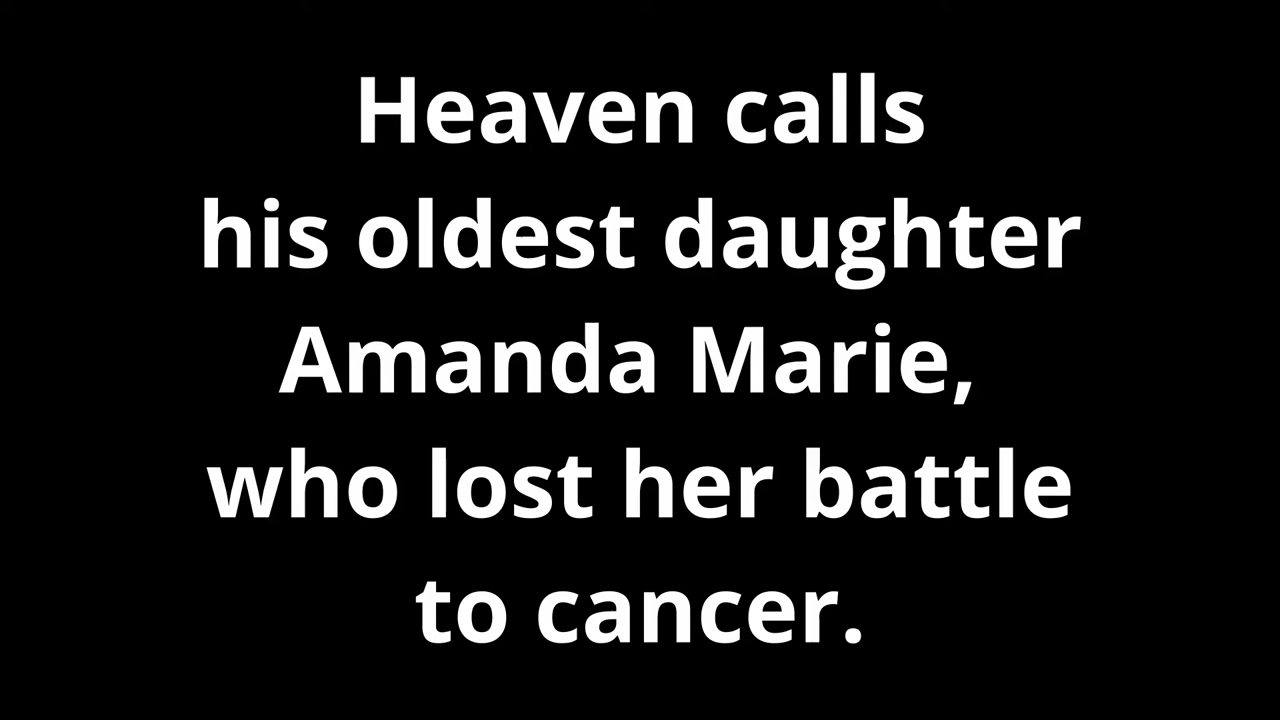 Heaven calls
his oldest daughter
Amanda Marie,
who lost her battle
to cancer.